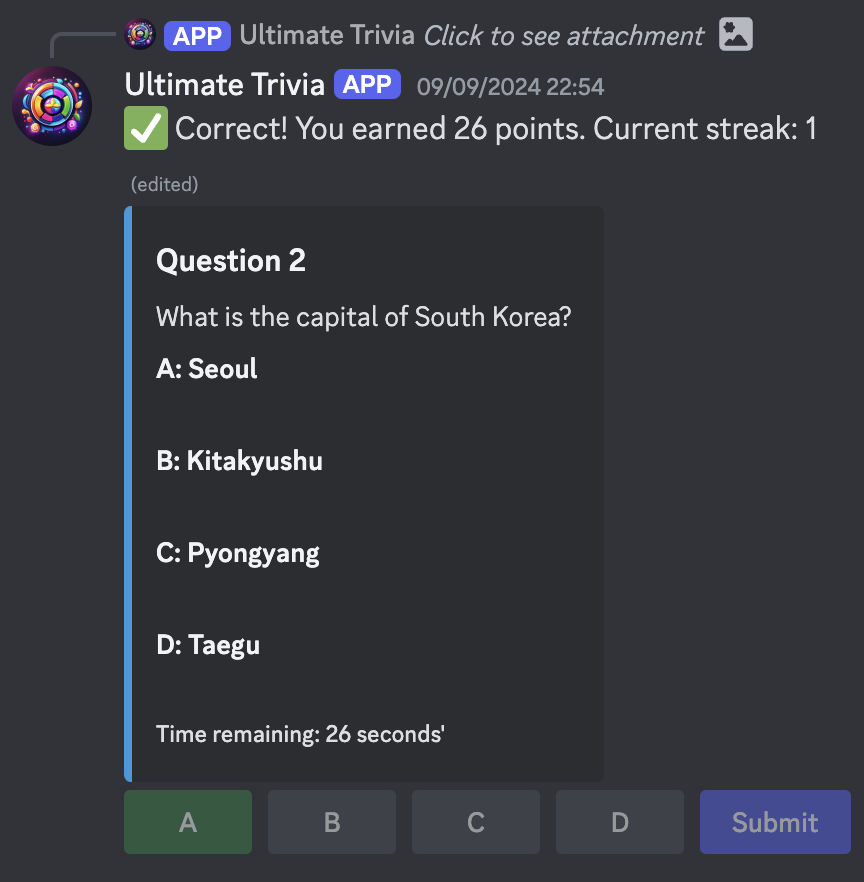 APP Ultimate Trivia Click to see attachment
Ultimate Trivia APP 09/09/2024 22:54
Correct! You earned 26 points. Current streak: 1
(edited)
Question 2
What is the capital of South Korea?
A: Seoul
B: Kitakyushu
C: Pyongyang
D: Taegu
Time remaining: 26 seconds'
A B C D Submit